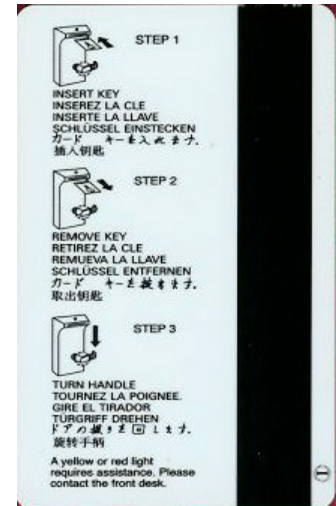 STEP 1
INSERT KEY
INSEREZ LA CLE
INSERTE LA LLAVE
SCHLÜSSEL EINSTECKEN
カード キーを入れます.
插入钥匙
STEP 2
REMOVE KEY
RETIREZ LA CLE
REMUEVA LA LLAVE
SCHLÜSSEL ENTFERNEN
カード キーを抜きます.
取出钥匙
STEP 3
TURN HANDLE
TOURNEZ LA POIGNEE.
GIRE EL TIRADOR
TÜRGRIFF DREHEN
ドアの握りを回します.
旋转手柄
A yellow or red light
requires assistance. Please
contact the front desk.